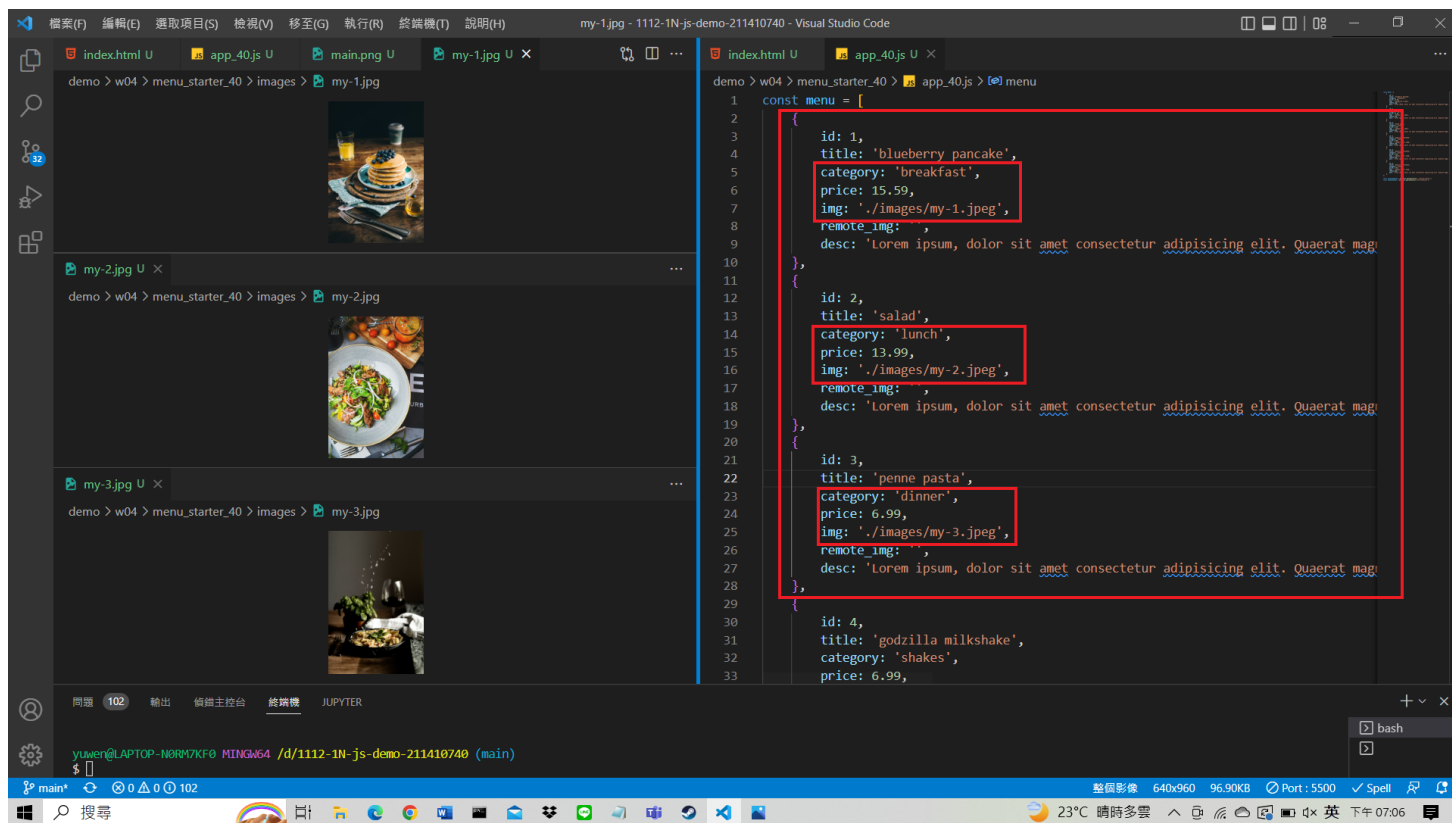 檔案(F) 編輯(E) 選取項目(S) 檢視(V) 移至(G) 執行(R) 終端機(T) 說明(H) my-1.jpg - 1112-1N-js-demo-211410740 - Visual Studio Code
index.html U app_40.js U main.png U my-1.jpg U
demo > w04 > menu_starter_40 > images > my-1.jpg
32
my-2.jpg U
demo > w04 > menu_starter_40 > images > my-2.jpg
my-3.jpg U
demo > w04 > menu_starter_40 > images > my-3.jpg
index.html U app_40.js U
demo > w04 > menu_starter_40 > app_40.js > menu
1 const menu = [
2 {
3 id: 1,
4 title: 'blueberry pancake',
5 category: 'breakfast',
6 price: 15.59,
7 img: './images/my-1.jpeg',
8 remote_img: '',
9 desc: 'Lorem ipsum, dolor sit amet consectetur adipisicing elit. Quaerat mag
10 },
11 {
12 id: 2,
13 title: 'salad',
14 category: 'lunch',
15 price: 13.99,
16 img: './images/my-2.jpeg',
17 remote_img: '',
18 desc: 'Lorem ipsum, dolor sit amet consectetur adipisicing elit. Quaerat mag
19 },
20 {
21 id: 3,
22 title: 'penne pasta',
23 category: 'dinner',
24 price: 6.99,
25 img: './images/my-3.jpeg',
26 remote_img: '',
27 desc: 'Lorem ipsum, dolor sit amet consectetur adipisicing elit. Quaerat mag
28 },
29 {
30 id: 4,
31 title: 'godzilla milkshake',
32 category: 'shakes',
33 price: 6.99,
問題 102 輸出 偵錯主控台 終端機 JUPYTER
bash
yuwen@LAPTOP-N0RM7KF0 MINGW64 /d/1112-1N-js-demo-211410740 (main)
$
main* 0 0 102 整個影像 640x960 96.90KB Port : 5500 Spell
搜尋 23°C 晴時多雲 英 下午 07:06